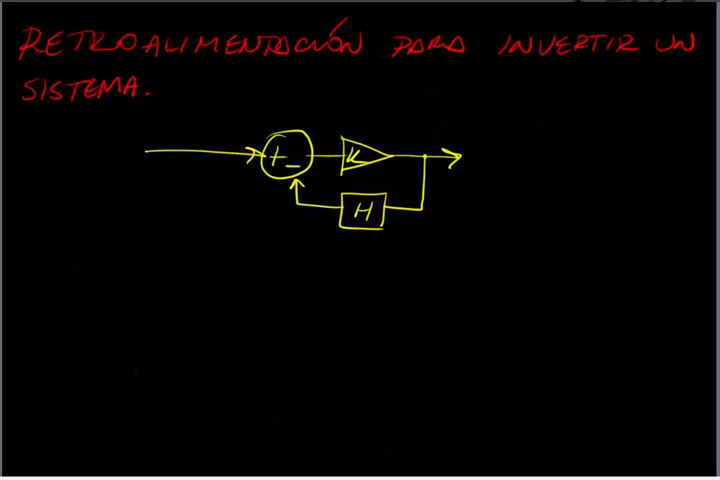 RETROALIMENTACIÓN PARA INVERTIR UN
SISTEMA.
+ -
K
H